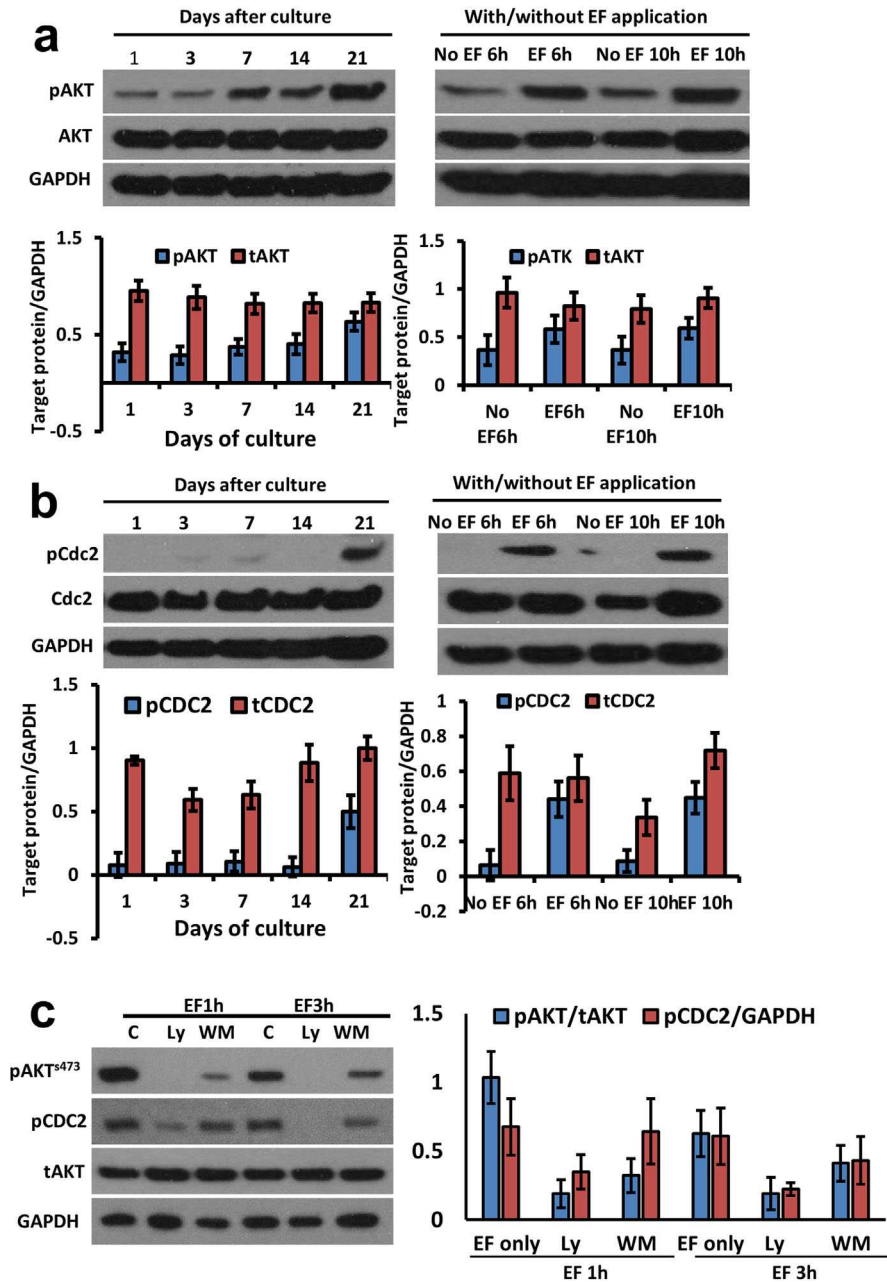 a
Days after culture
1 3 7 14 21
pAKT
AKT
GAPDH
With/without EF application
No EF 6h EF 6h No EF 10h EF 10h
Target protein/GAPDH
1.5
0.5
-0.5
pAKT tAKT
1 3 7 14 21
Days of culture
Target protein/GAPDH
1.5
1
0.5
0
pATK tAKT
No EF6h EF6h No EF10h EF10h
b
Days after culture
1 3 7 14 21
pCdc2
Cdc2
GAPDH
With/without EF application
No EF 6h EF 6h No EF 10h EF 10h
Target protein/GAPDH
1.5
1
0.5
0
-0.5
pCDC2 tCDC2
1 3 7 14 21
Days of culture
Target protein/GAPDH
1
0.8
0.6
0.4
0.2
0
-0.2
pCDC2 tCDC2
No EF 6h EF 6h No EF 10h EF 10h
c
EF1h EF3h
C Ly WM C Ly WM
pAKTs473
pCDC2
tAKT
GAPDH
1.5
1
0.5
0
pAKT/tAKT pCDC2/GAPDH
EF only Ly WM EF only Ly WM
EF 1h EF 3h